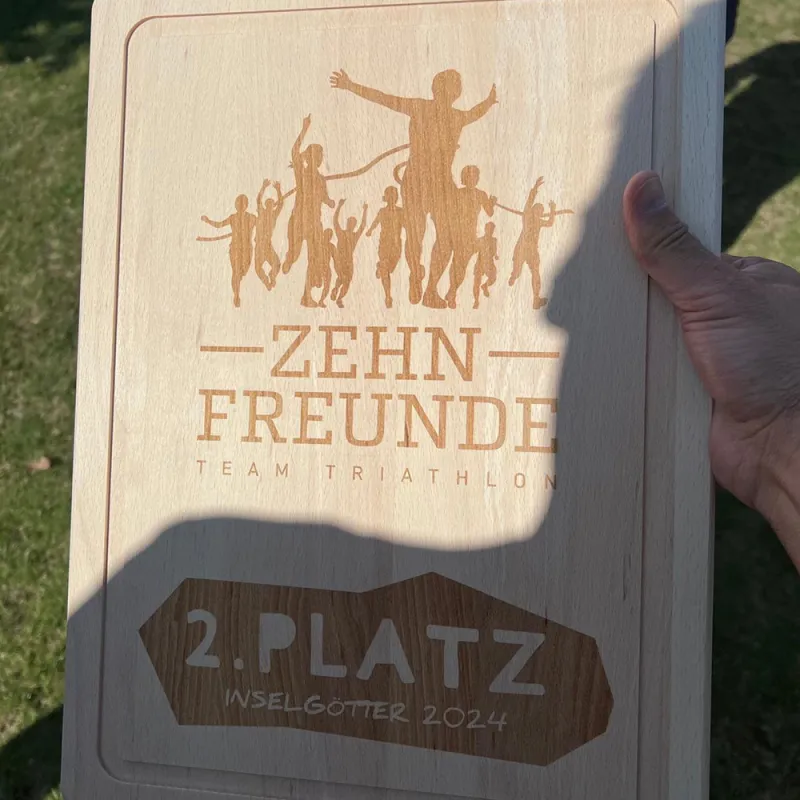 ZEHN
FREUNDE
TEAM TRIATHLON
2. PLATZ
INSELGÖTTER 2024